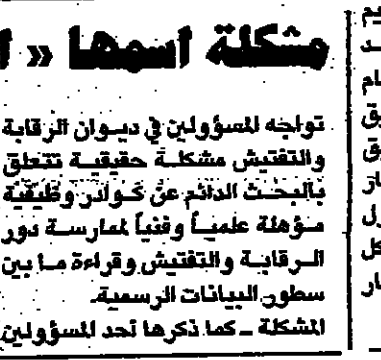 مشكلة اسمها «
تواجه المسؤولين في ديوان الرقابة
والتفتيش مشكلة حقيقية تتعلق
بالبحث الدائم عن كوادر وظيفية
مؤهلة علمياً وفنياً لممارسة دور
الرقابة والتفتيش وقراءة ما بين
سطور البيانات الرسمية.
المشكلة ـ كما ذكرها أحد المسؤولين